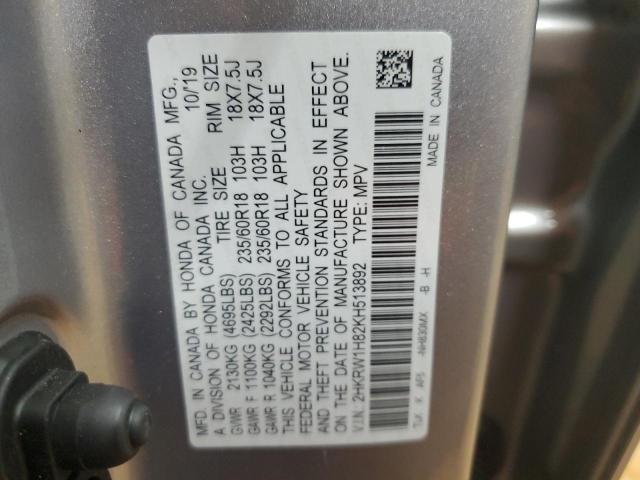 MFD. IN CANADA BY HONDA OF CANADA MFG.,
A DIVISION OF HONDA CANADA INC. 10/19
GVWR 2130KG (4695LBS) TIRE SIZE RIM SIZE
GAWR F 1100KG (2425LBS) 235/60R18 103H 18X7.5J
GAWR R 1040KG (2292LBS) 235/60R18 103H 18X7.5J
THIS VEHICLE CONFORMS TO ALL APPLICABLE
FEDERAL MOTOR VEHICLE SAFETY
AND THEFT PREVENTION STANDARDS IN EFFECT
ON THE DATE OF MANUFACTURE SHOWN ABOVE.
V.I.N. 2HKRW1H82KH513892 TYPE: MPV
TLA K AP5 -NH830MX -B -H MADE IN CANADA